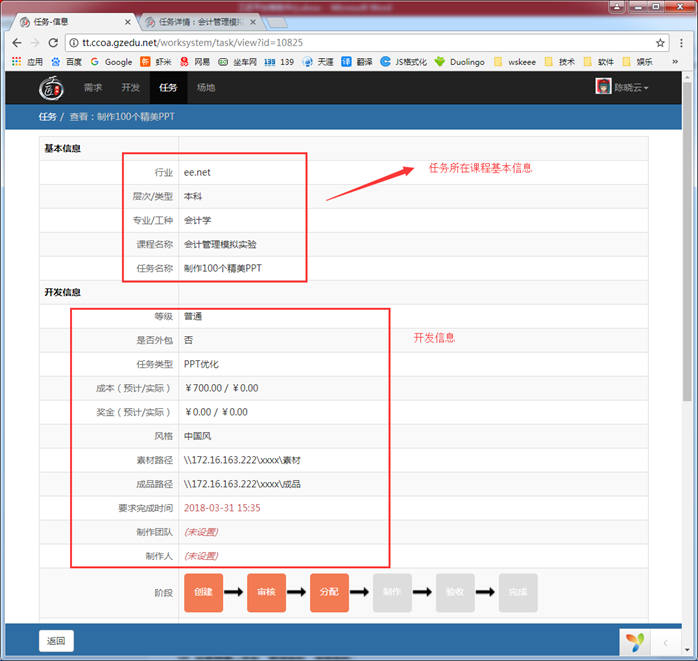 任务-信息
任务详情：会计管理模拟
tt.ccoa.gzedu.net/worksystem/task/view?id=10825
应用 百度 Google 虾米 网易 坐车网 139 天涯 翻译 JS格式化 Duolingo wskeee 技术 软件 娱乐 »
需求 开发 任务 场地 陈晓云
任务 / 查看：制作100个精美PPT
基本信息
行业 ee.net
任务所在课程基本信息
层次/类型 本科
专业/工种 会计学
课程名称 会计管理模拟实验
任务名称 制作100个精美PPT
开发信息
等级 普通
是否外包 否
开发信息
任务类型 PPT优化
成本（预计/实际） ￥700.00 / ￥0.00
奖金（预计/实际） ￥0.00 / ￥0.00
风格 中国风
素材路径 \\172.16.163.222\xxxx\素材
成品路径 \\172.16.163.222\xxxx\成品
要求完成时间 2018-03-31 15:35
制作团队 (未设置)
制作人 (未设置)
阶段 创建 审核 分配 制作 验收 完成
返回